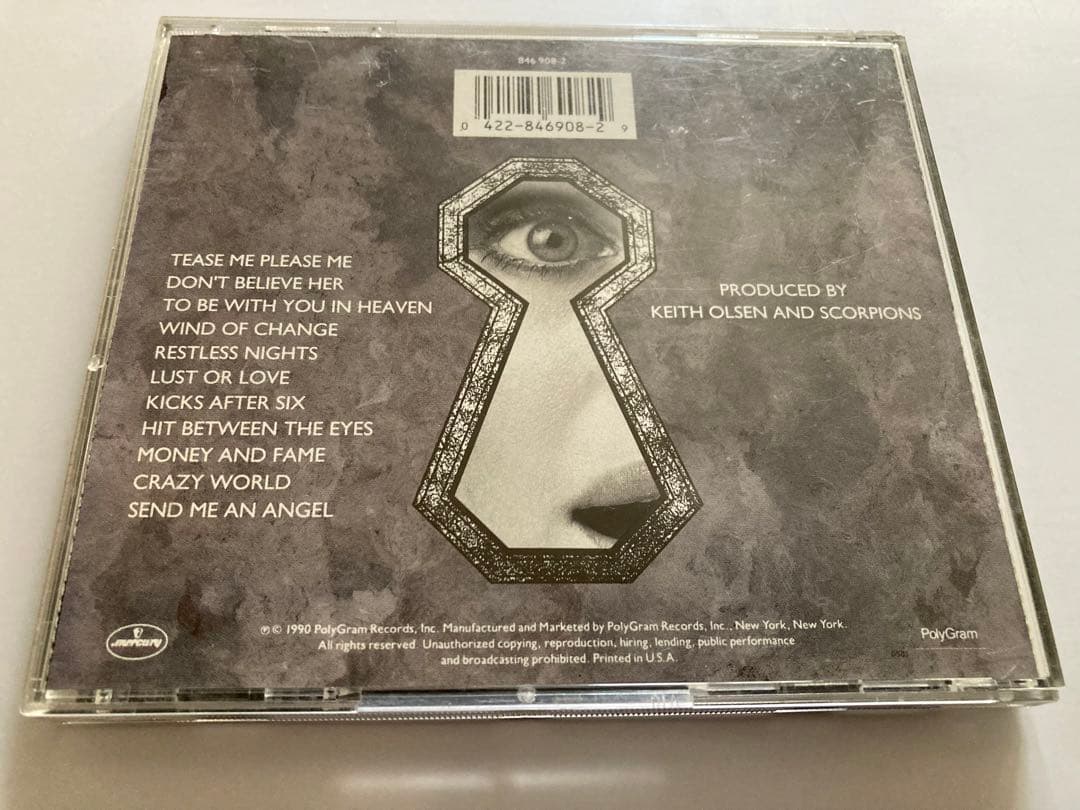 846 908-2
0 422-846908-2 9
TEASE ME PLEASE ME
DON'T BELIEVE HER
TO BE WITH YOU IN HEAVEN
WIND OF CHANGE
RESTLESS NIGHTS
LUST OR LOVE
KICKS AFTER SIX
HIT BETWEEN THE EYES
MONEY AND FAME
CRAZY WORLD
SEND ME AN ANGEL
PRODUCED BY
KEITH OLSEN AND SCORPIONS
mercury
℗ © 1990 PolyGram Records, Inc. Manufactured and Marketed by PolyGram Records, Inc., New York, New York.
All rights reserved. Unauthorized copying, reproduction, hiring, lending, public performance
and broadcasting prohibited. Printed in U.S.A.
PolyGram